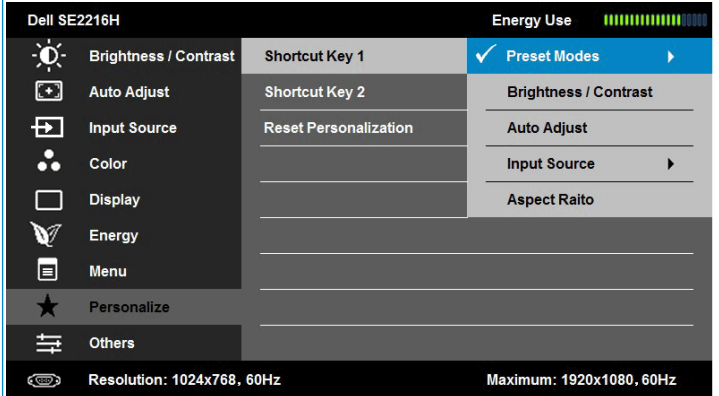 Dell SE2216H Energy Use
Brightness / Contrast Shortcut Key 1 Preset Modes
Auto Adjust Shortcut Key 2 Brightness / Contrast
Input Source Reset Personalization Auto Adjust
Color Input Source
Display Aspect Raito
Energy
Menu
Personalize
Others
Resolution: 1024x768, 60Hz Maximum: 1920x1080, 60Hz